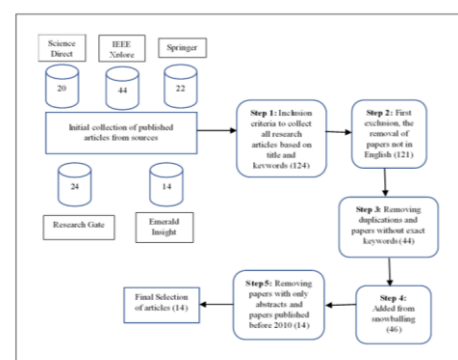 Science
Direct
IEEE
Xplore
Springer
20
44
22
Initial collection of published
articles from sources
24
14
Research Gate
Emerald
Insight
Step 1: Inclusion
criteria to collect
all research
articles based on
title and
keywords (124)
Step 2: First
exclusion, the
removal of
papers not in
English (121)
Step 3: Removing
duplications and
papers without exact
keywords (44)
Step 4:
Added from
snowballing
(46)
Step 5: Removing
papers with only
abstracts and
papers published
before 2010 (14)
Final Selection
of articles (14)